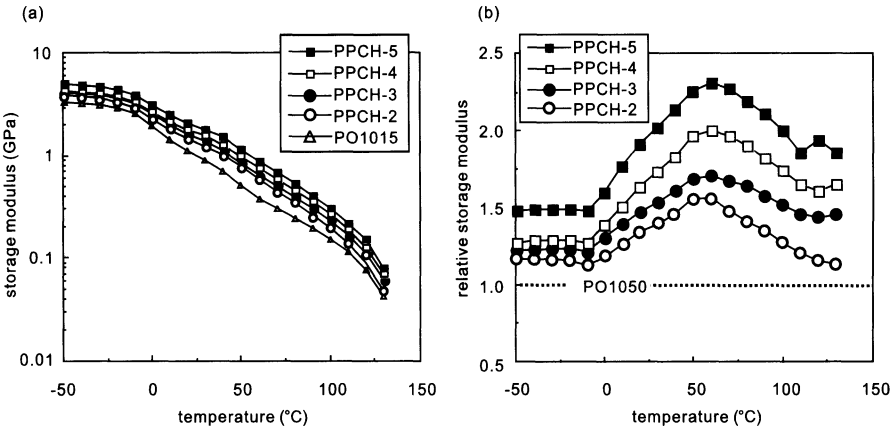 (a)
PPCH-5
PPCH-4
PPCH-3
PPCH-2
PO1015
storage modulus (GPa)
10
1
0.1
0.01
-50
0
50
100
150
temperature (°C)
(b)
PPCH-5
PPCH-4
PPCH-3
PPCH-2
relative storage modulus
2.5
2.0
1.5
1.0
0.5
PO1050
-50
0
50
100
150
temperature (°C)